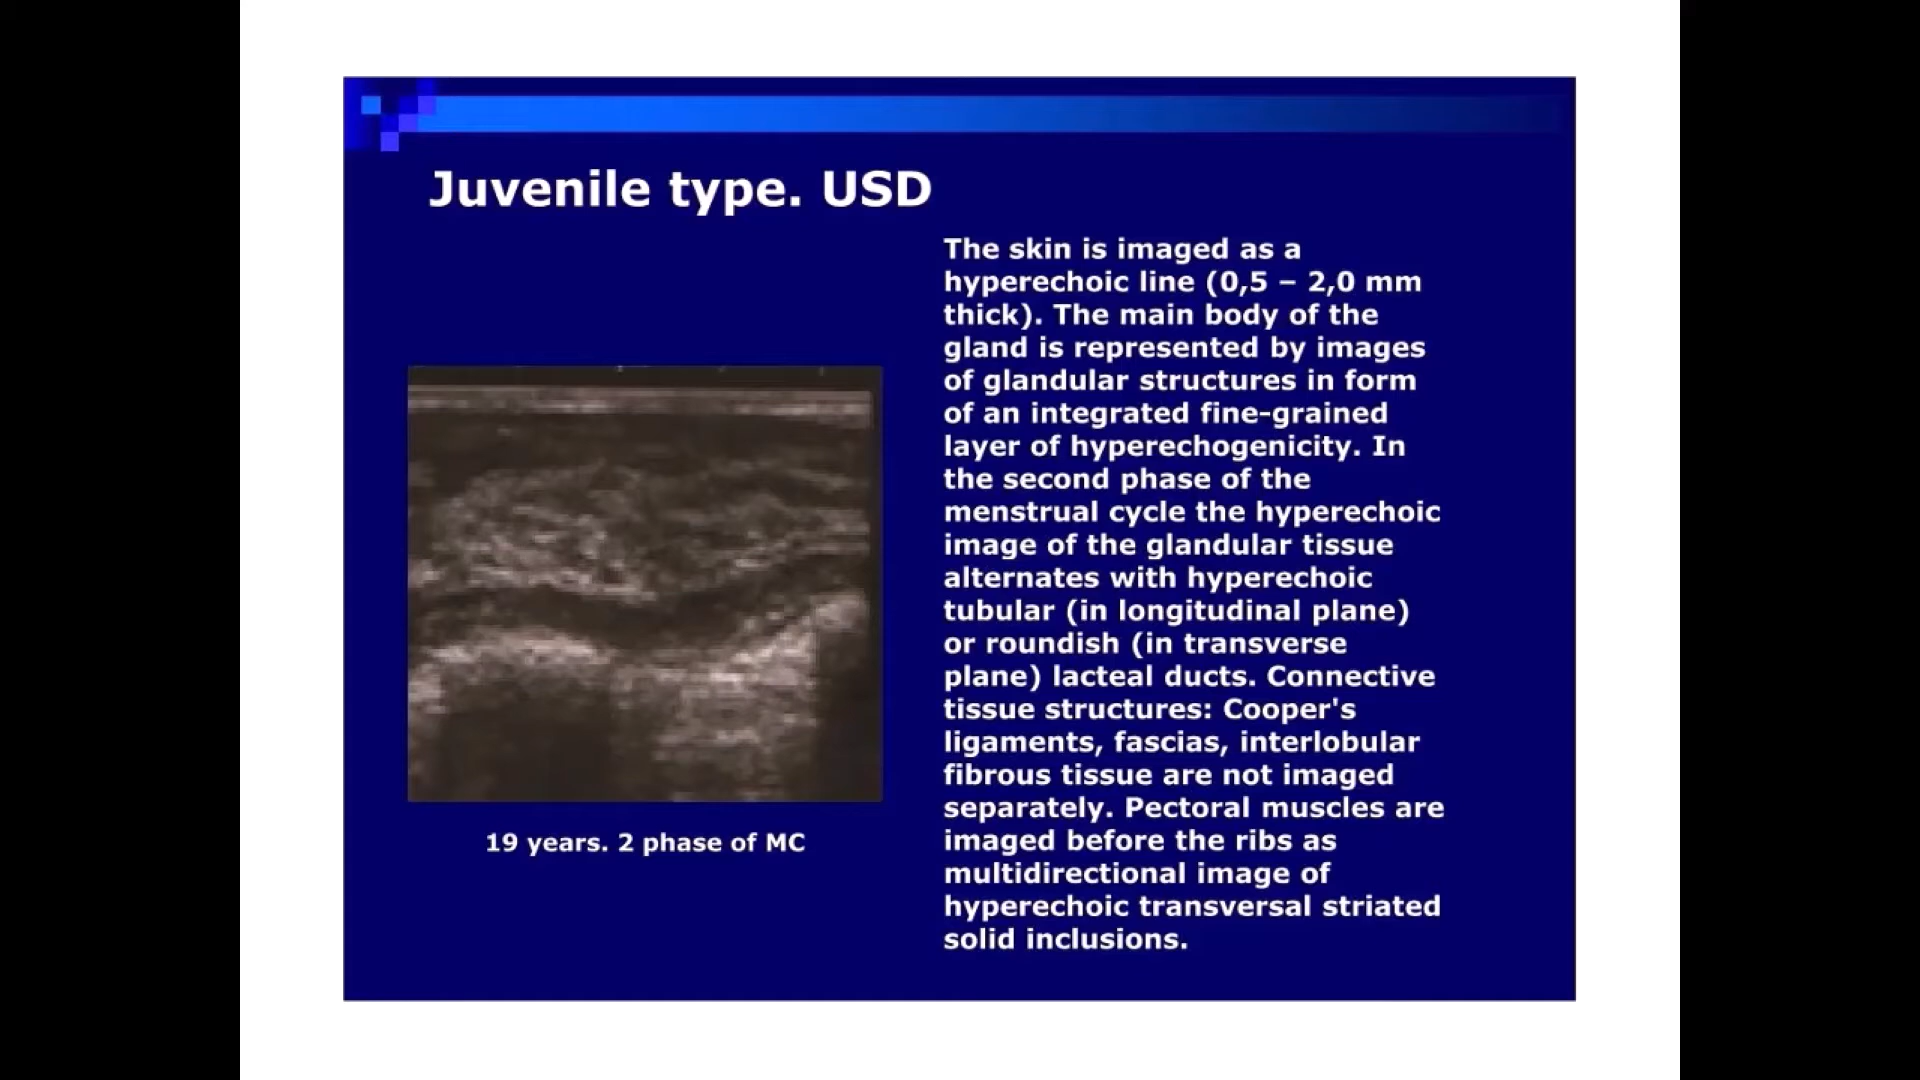 Juvenile type. USD
The skin is imaged as a
hyperechoic line (0,5 – 2,0 mm
thick). The main body of the
gland is represented by images
of glandular structures in form
of an integrated fine-grained
layer of hyperechogenicity. In
the second phase of the
menstrual cycle the hyperechoic
image of the glandular tissue
alternates with hyperechoic
tubular (in longitudinal plane)
or roundish (in transverse
plane) lacteal ducts. Connective
tissue structures: Cooper's
ligaments, fascias, interlobular
fibrous tissue are not imaged
separately. Pectoral muscles are
imaged before the ribs as
multidirectional image of
hyperechoic transversal striated
solid inclusions.
19 years. 2 phase of MC